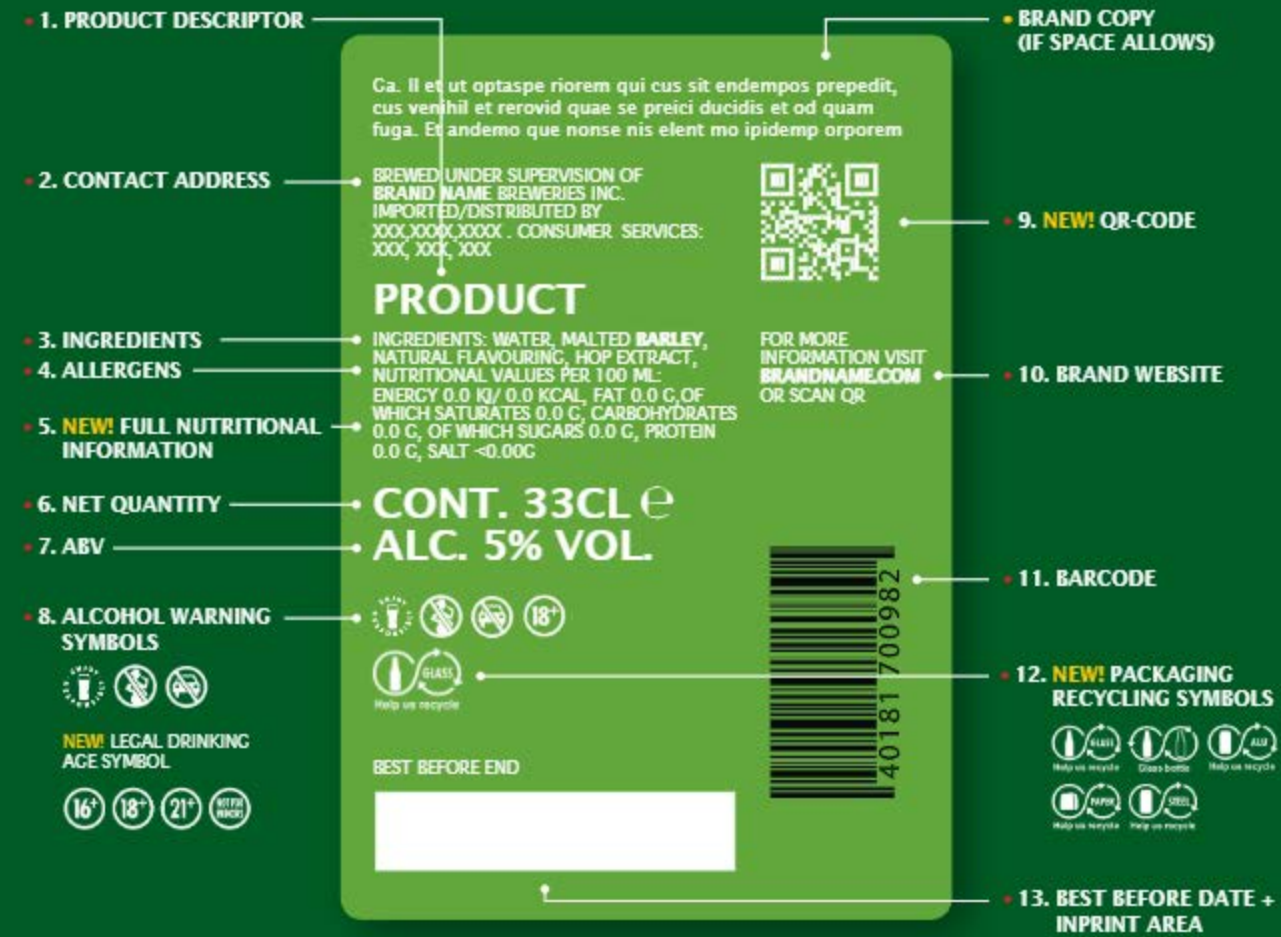 1. PRODUCT DESCRIPTOR
BRAND COPY
(IF SPACE ALLOWS)
Ga. Il et ut optaspe riorem qui cus sit endempos prepedit,
cus venihil et rerovid quae se preici ducidis et od quam
fuga. Et andemo que nonse nis elent mo ipidemp orporem
2. CONTACT ADDRESS
BREWED UNDER SUPERVISION OF
BRAND NAME BREWERIES INC.
IMPORTED/DISTRIBUTED BY
XXX,XXXX,XXXX . CONSUMER SERVICES:
XXX, XXX, XXX
9. NEW! QR-CODE
PRODUCT
3. INGREDIENTS
4. ALLERGENS
5. NEW! FULL NUTRITIONAL
INFORMATION
INGREDIENTS: WATER, MALTED BARLEY,
NATURAL FLAVOURING, HOP EXTRACT,
NUTRITIONAL VALUES PER 100 ML:
ENERGY 0.0 KJ/ 0.0 KCAL, FAT 0.0 G,OF
WHICH SATURATES 0.0 G, CARBOHYDRATES
0.0 G, OF WHICH SUGARS 0.0 G, PROTEIN
0.0 G, SALT <0.00G
FOR MORE
INFORMATION VISIT
BRANDNAME.COM
OR SCAN QR
10. BRAND WEBSITE
6. NET QUANTITY
CONT. 33CL ℮
7. ABV
ALC. 5% VOL.
11. BARCODE
40181 700982
8. ALCOHOL WARNING
SYMBOLS
18+
GLASS
Help us recycle
NEW! LEGAL DRINKING
AGE SYMBOL
16+ 18+ 21+ NOT FOR MINORS
12. NEW! PACKAGING
RECYCLING SYMBOLS
GLASS
Help us recycle
Glass bottle
ALU
Help us recycle
PAPER
Help us recycle
STEEL
Help us recycle
BEST BEFORE END
13. BEST BEFORE DATE +
INPRINT AREA